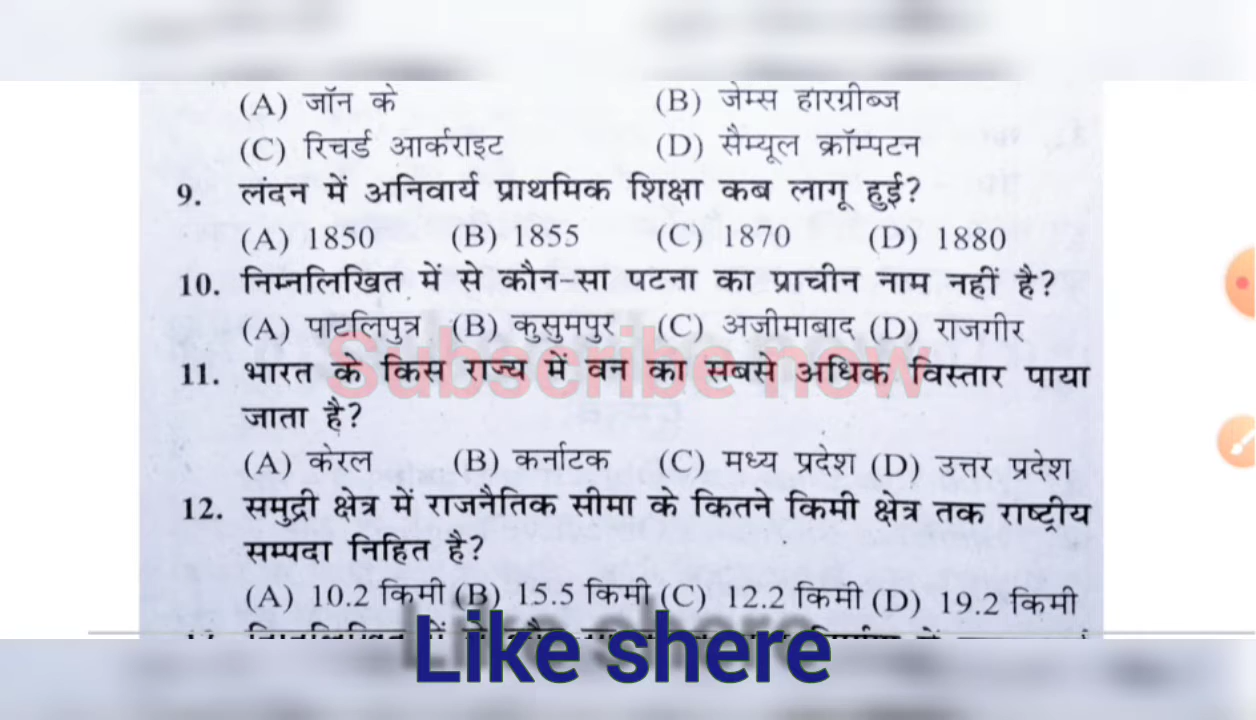 (A) जॉन के (B) जेम्स हारग्रीब्ज
(C) रिचर्ड आर्कराइट (D) सैम्यूल क्रॉम्पटन
9. लंदन में अनिवार्य प्राथमिक शिक्षा कब लागू हुई?
(A) 1850 (B) 1855 (C) 1870 (D) 1880
10. निम्नलिखित में से कौन-सा पटना का प्राचीन नाम नहीं है?
(A) पाटलिपुत्र (B) कुसुमपुर (C) अजीमाबाद (D) राजगीर
Subscribe now
11. भारत के किस राज्य में वन का सबसे अधिक विस्तार पाया
जाता है?
(A) केरल (B) कर्नाटक (C) मध्य प्रदेश (D) उत्तर प्रदेश
12. समुद्री क्षेत्र में राजनैतिक सीमा के कितने किमी क्षेत्र तक राष्ट्रीय
सम्पदा निहित है?
(A) 10.2 किमी (B) 15.5 किमी (C) 12.2 किमी (D) 19.2 किमी
Like shere